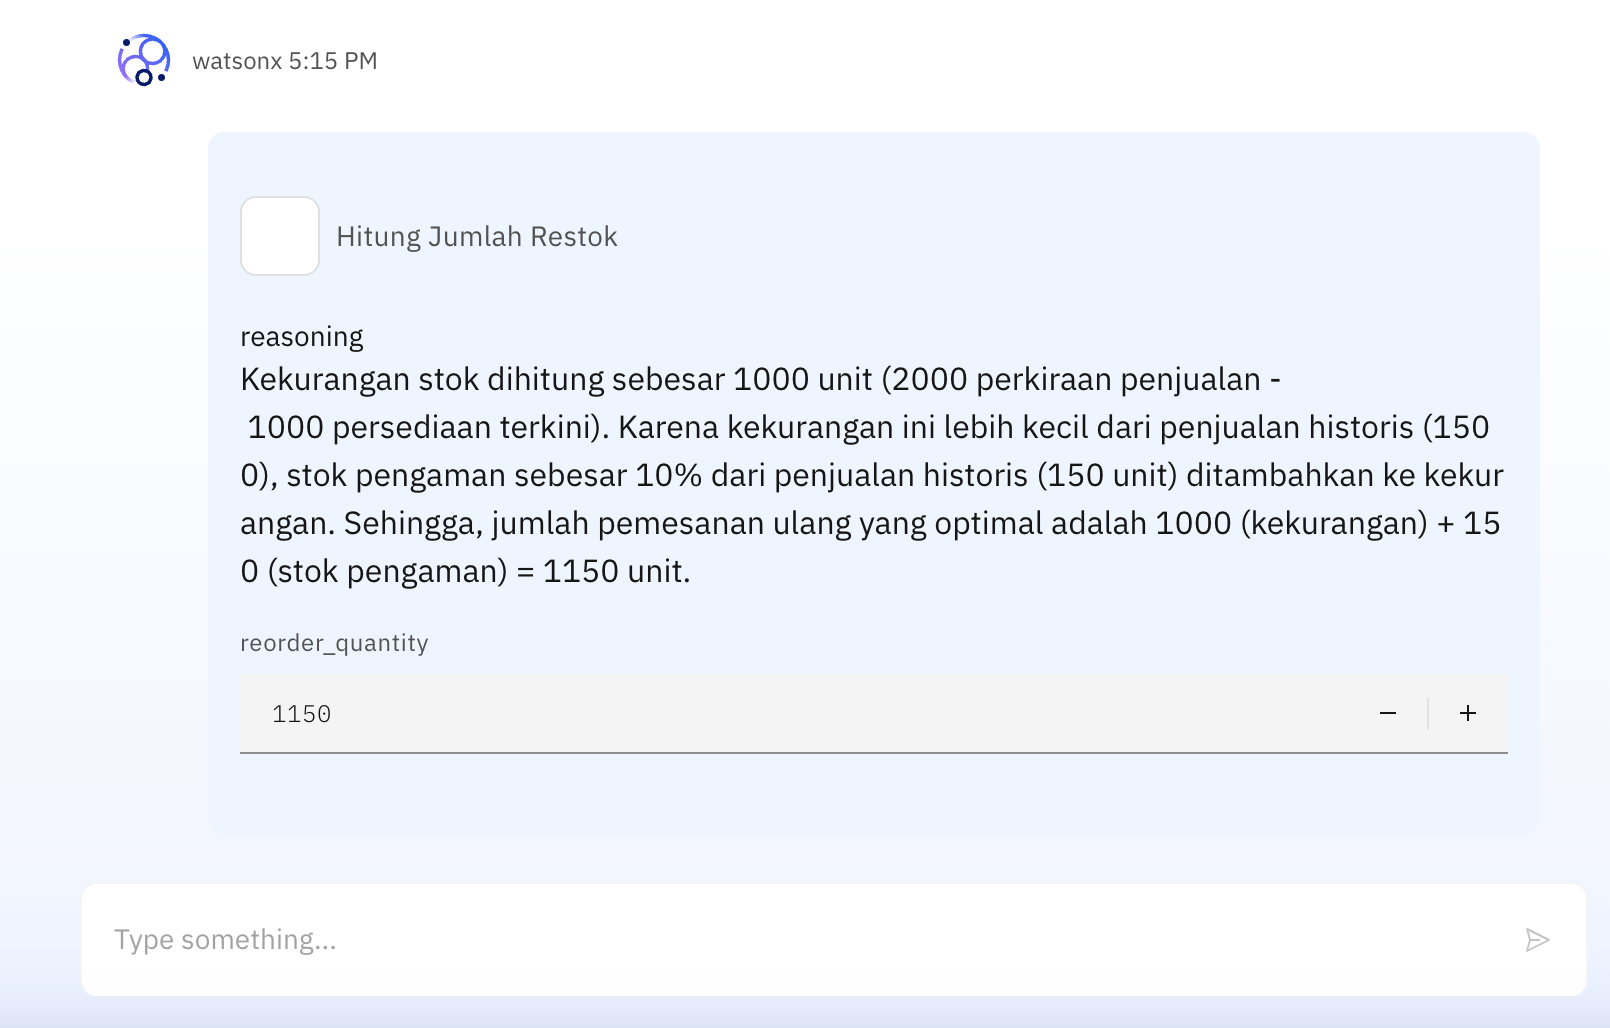 watsonx 5:15 PM
Hitung Jumlah Restok
reasoning
Kekurangan stok dihitung sebesar 1000 unit (2000 perkiraan penjualan -
1000 persediaan terkini). Karena kekurangan ini lebih kecil dari penjualan historis (150
0), stok pengaman sebesar 10% dari penjualan historis (150 unit) ditambahkan ke kekur
angan. Sehingga, jumlah pemesanan ulang yang optimal adalah 1000 (kekurangan) + 15
0 (stok pengaman) = 1150 unit.
reorder_quantity
1150
Type something...